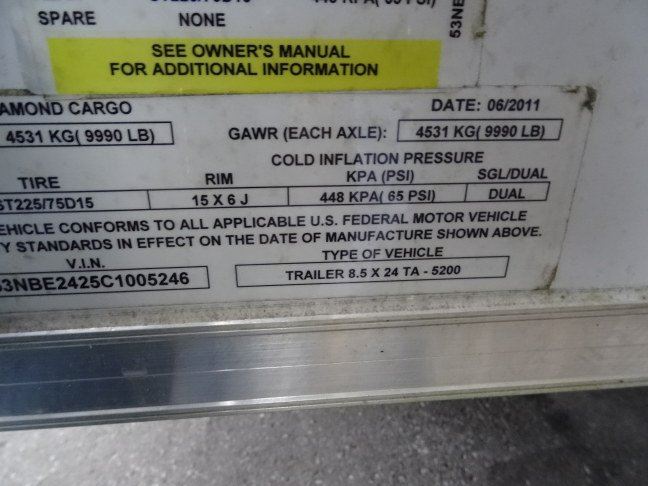 SPARE NONE
53NB
SEE OWNER'S MANUAL
FOR ADDITIONAL INFORMATION
AMOND CARGO DATE: 06/2011
4531 KG( 9990 LB) GAWR (EACH AXLE): 4531 KG( 9990 LB)
COLD INFLATION PRESSURE
TIRE RIM KPA (PSI) SGL/DUAL
ST225/75D15 15 X 6 J 448 KPA( 65 PSI) DUAL
EHICLE CONFORMS TO ALL APPLICABLE U.S. FEDERAL MOTOR VEHICLE
Y STANDARDS IN EFFECT ON THE DATE OF MANUFACTURE SHOWN ABOVE.
V.I.N. TYPE OF VEHICLE
53NBE2425C1005246 TRAILER 8.5 X 24 TA - 5200